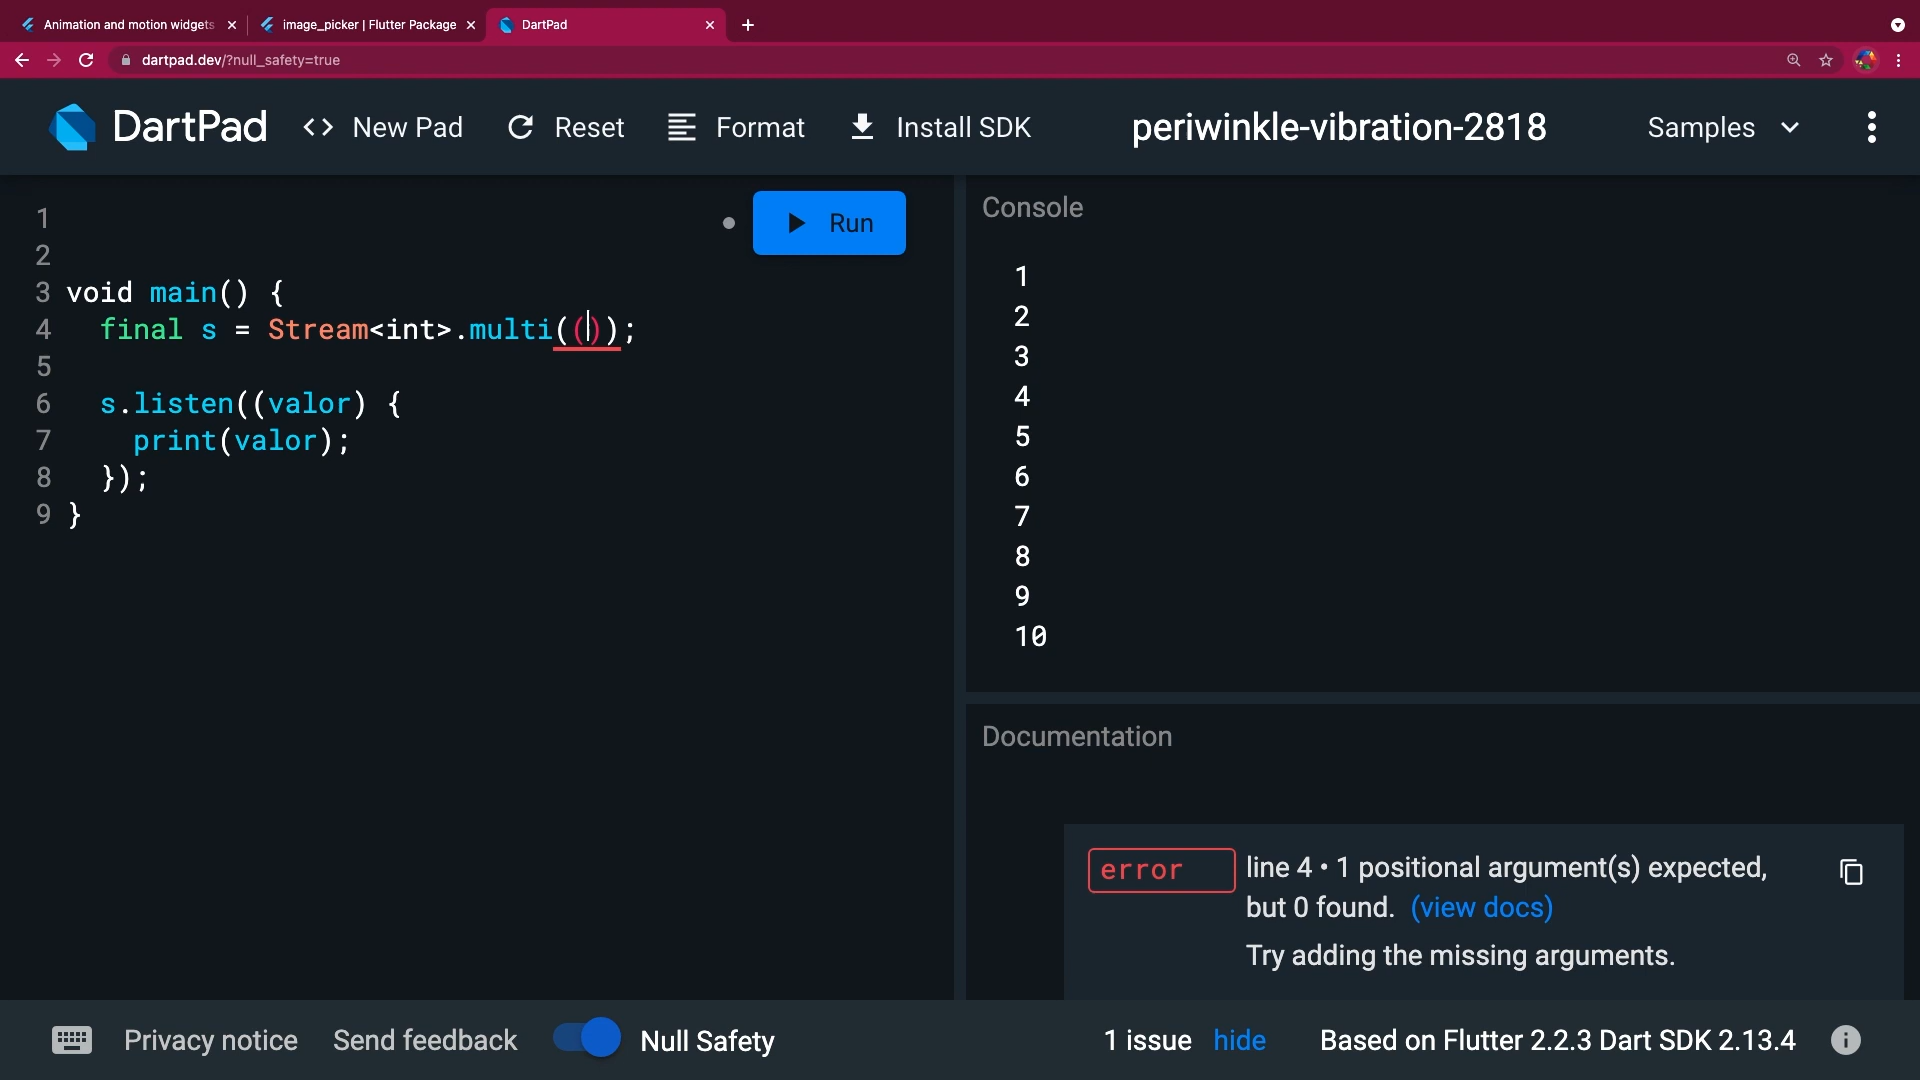 Animation and motion widgets
image_picker | Flutter Package
DartPad
dartpad.dev/?null_safety=true
DartPad
<> New Pad
Reset
Format
Install SDK
periwinkle-vibration-2818
Samples
Run
1
2
3 void main() {
4 final s = Stream<int>.multi(());
5
6 s.listen((valor) {
7 print(valor);
8 });
9 }
Console
1
2
3
4
5
6
7
8
9
10
Documentation
error
line 4 • 1 positional argument(s) expected,
but 0 found. (view docs)
Try adding the missing arguments.
Privacy notice
Send feedback
Null Safety
1 issue hide
Based on Flutter 2.2.3 Dart SDK 2.13.4